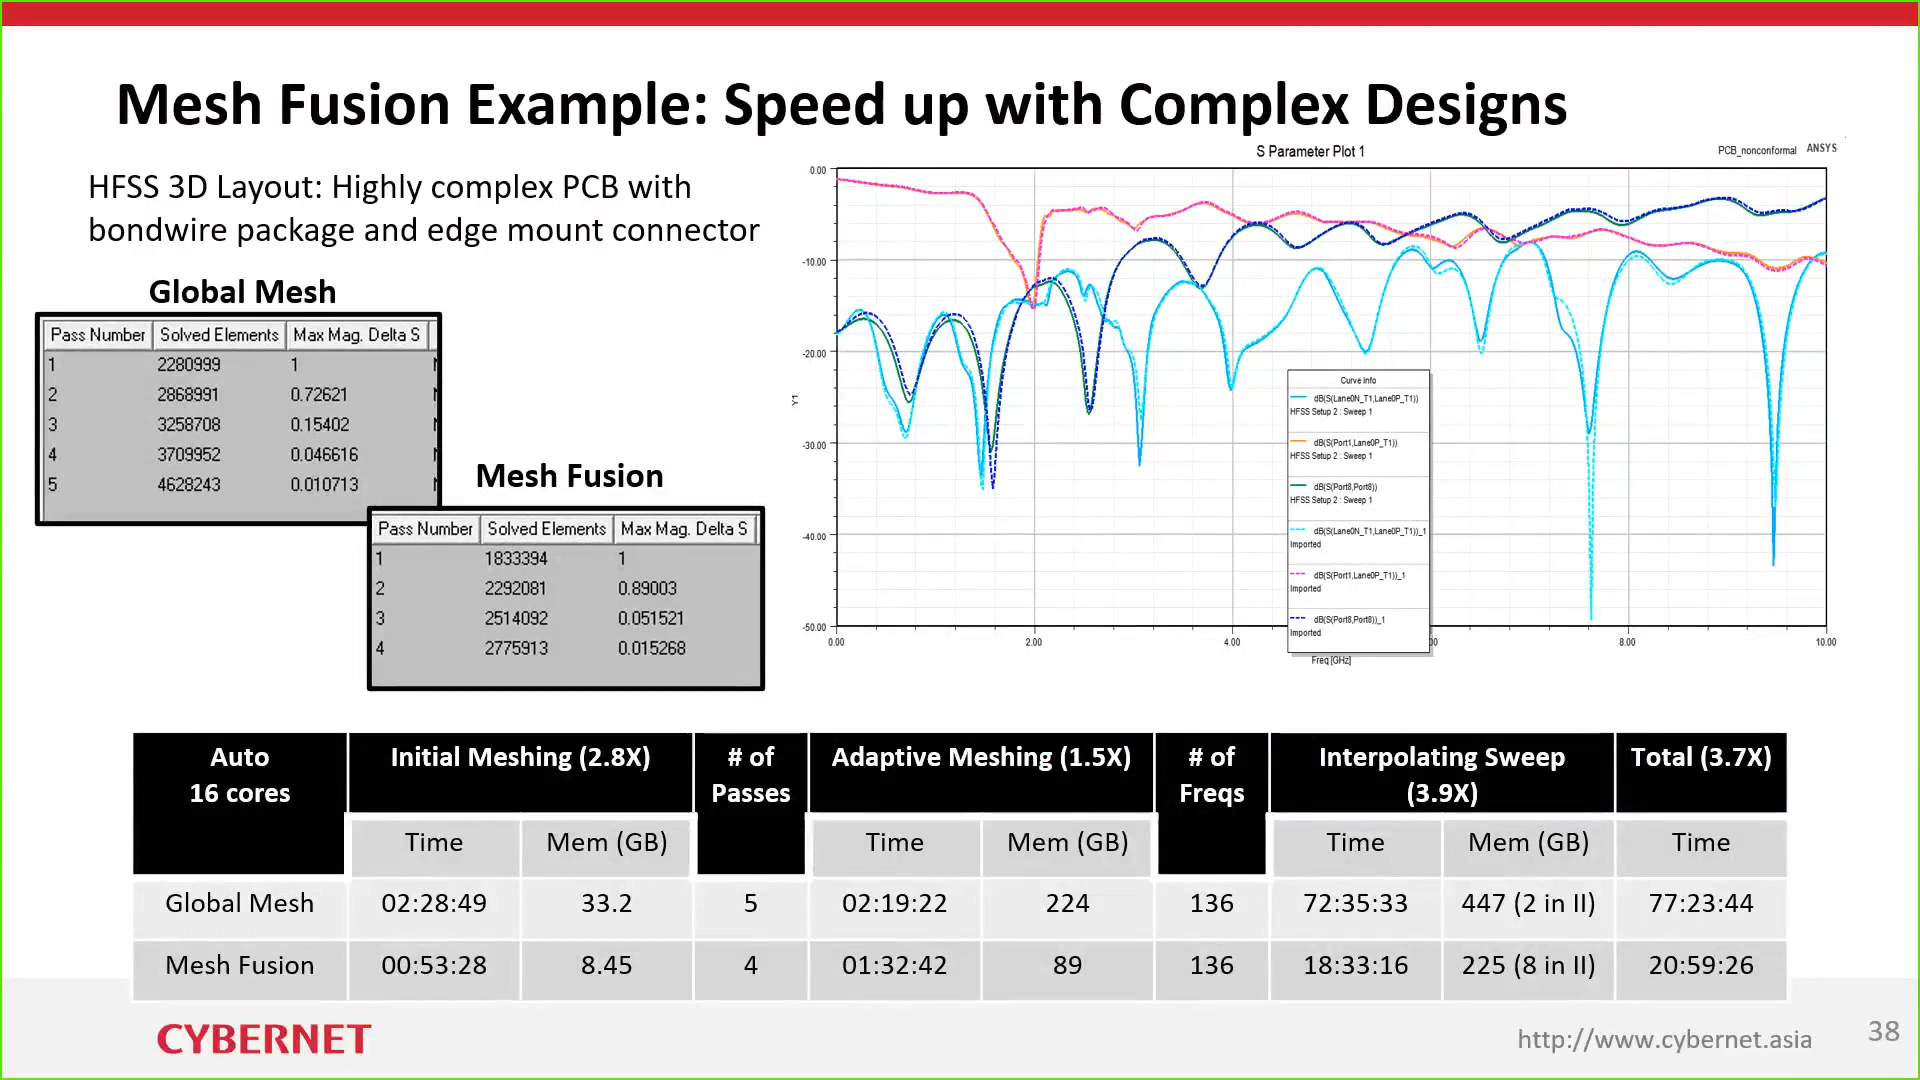 Mesh Fusion Example: Speed up with Complex Designs
HFSS 3D Layout: Highly complex PCB with
bondwire package and edge mount connector
Global Mesh
Pass Number Solved Elements Max Mag. Delta S
1 2280999 1
2 2868991 0.72621
3 3258708 0.15402
4 3709952 0.046616
5 4628243 0.010713
Mesh Fusion
Pass Number Solved Elements Max Mag. Delta S
1 1833394 1
2 2292081 0.89003
3 2514092 0.051521
4 2775913 0.015268
S Parameter Plot 1
PCB_nonconformal ANSYS
0.00
-10.00
-20.00
-30.00
-40.00
-50.00
Y1
0.00 2.00 4.00 8.00 10.00
Freq [GHz]
Curve Info
dB(S(Lane0N_T1,Lane0P_T1))
HFSS Setup 2 : Sweep 1
dB(S(Port1,Lane0P_T1))
HFSS Setup 2 : Sweep 1
dB(S(Port8,Port8))
HFSS Setup 2 : Sweep 1
dB(S(Lane0N_T1,Lane0P_T1))_1
Imported
dB(S(Port1,Lane0P_T1))_1
Imported
dB(S(Port8,Port8))_1
Imported
Auto 16 cores Initial Meshing (2.8X) # of Passes Adaptive Meshing (1.5X) # of Freqs Interpolating Sweep (3.9X) Total (3.7X)
Time Mem (GB) Time Mem (GB) Time Mem (GB) Time
Global Mesh 02:28:49 33.2 5 02:19:22 224 136 72:35:33 447 (2 in II) 77:23:44
Mesh Fusion 00:53:28 8.45 4 01:32:42 89 136 18:33:16 225 (8 in II) 20:59:26
CYBERNET
http://www.cybernet.asia
38